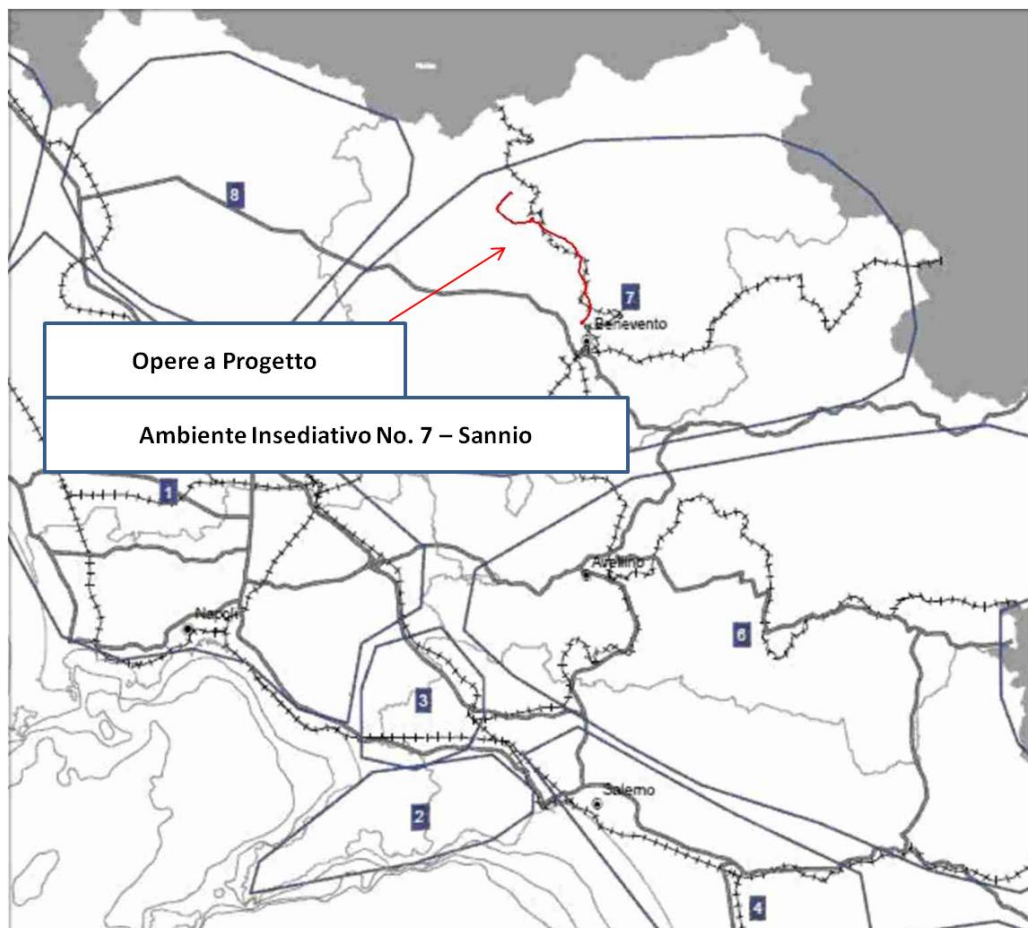 8
7
Benevento
Opere a Progetto
Ambiente Insediativo No. 7 – Sannio
1
Avellino
Napoli
6
3
2
Salerno
4